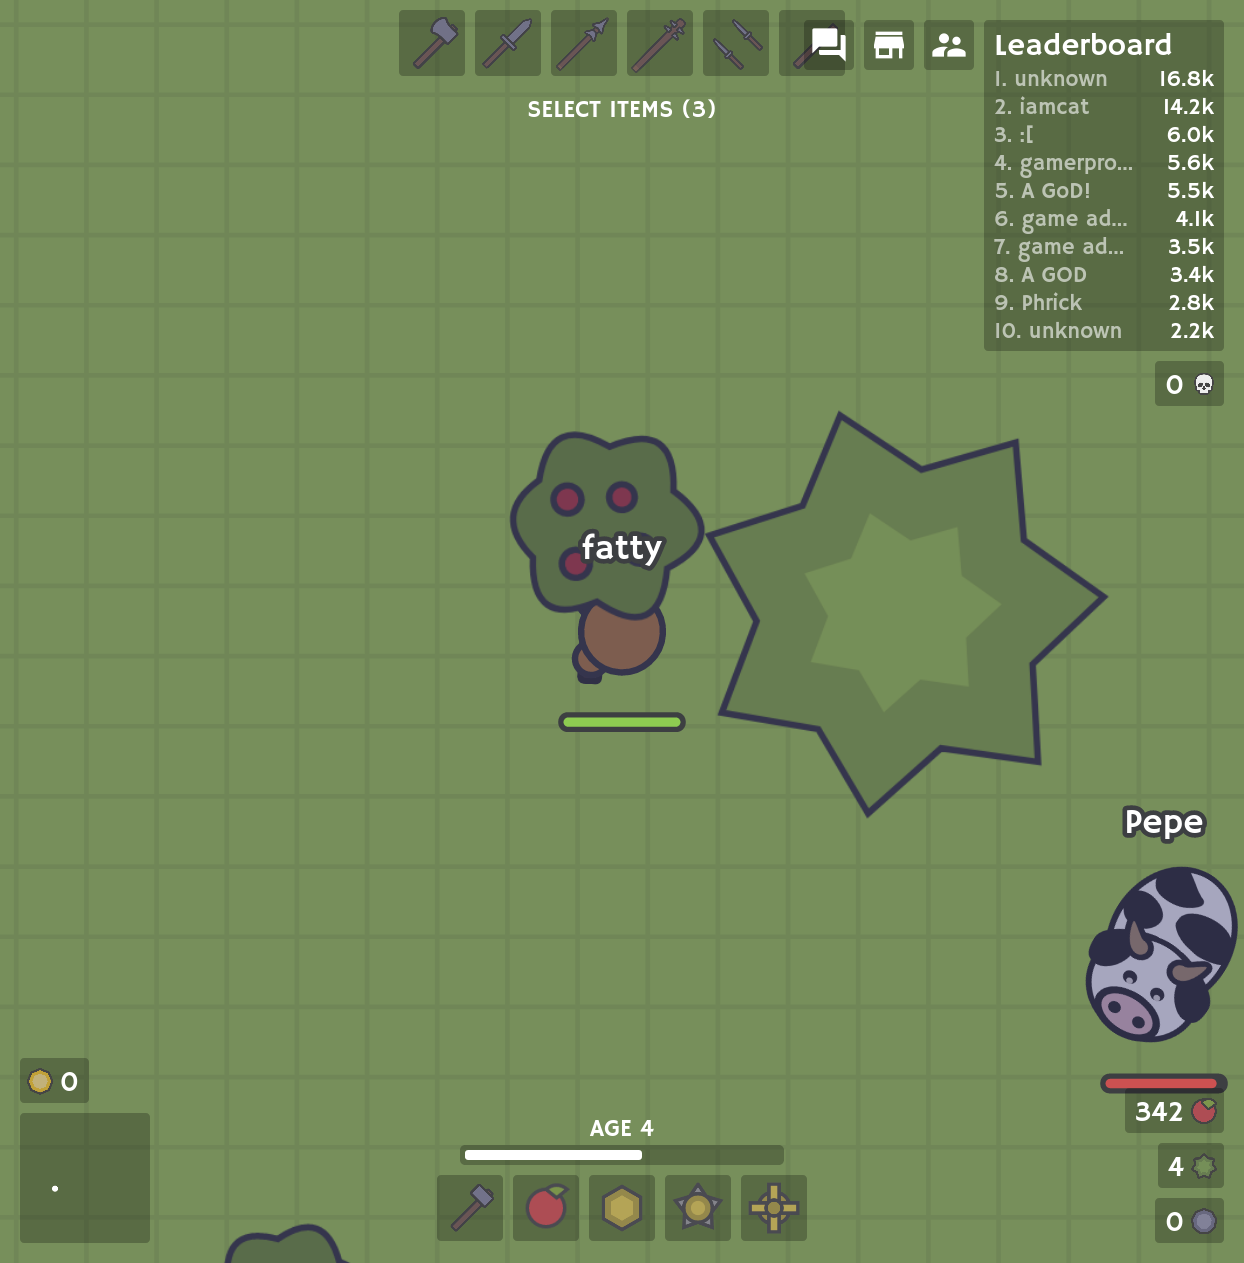 SELECT ITEMS (3)
Leaderboard
1. unknown 16.8k
2. iamcat 14.2k
3. :[ 6.0k
4. gamerpro... 5.6k
5. A GoD! 5.5k
6. game ad... 4.1k
7. game ad... 3.5k
8. A GOD 3.4k
9. Phrick 2.8k
10. unknown 2.2k
0
fatty
Pepe
0
342
AGE 4
4
0